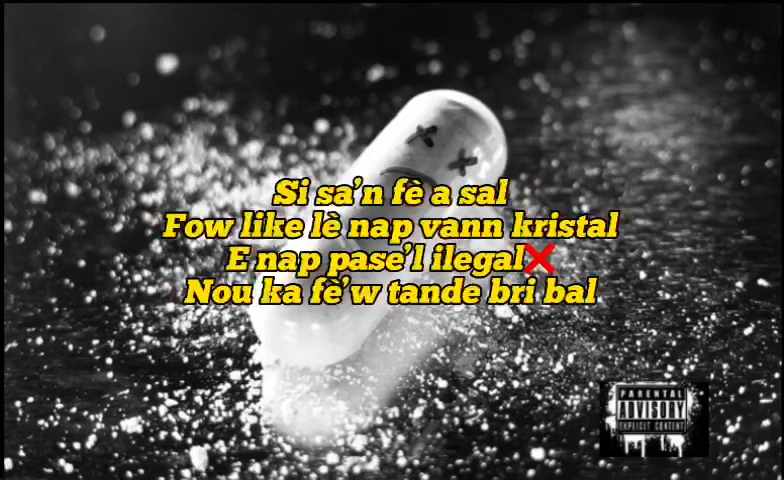 Si sa'n fè a sal
Fow like lè nap vann kristal
E nap pase'l ilegal❌
Nou ka fè'w tande bri bal
PARENTAL
ADVISORY
EXPLICIT CONTENT